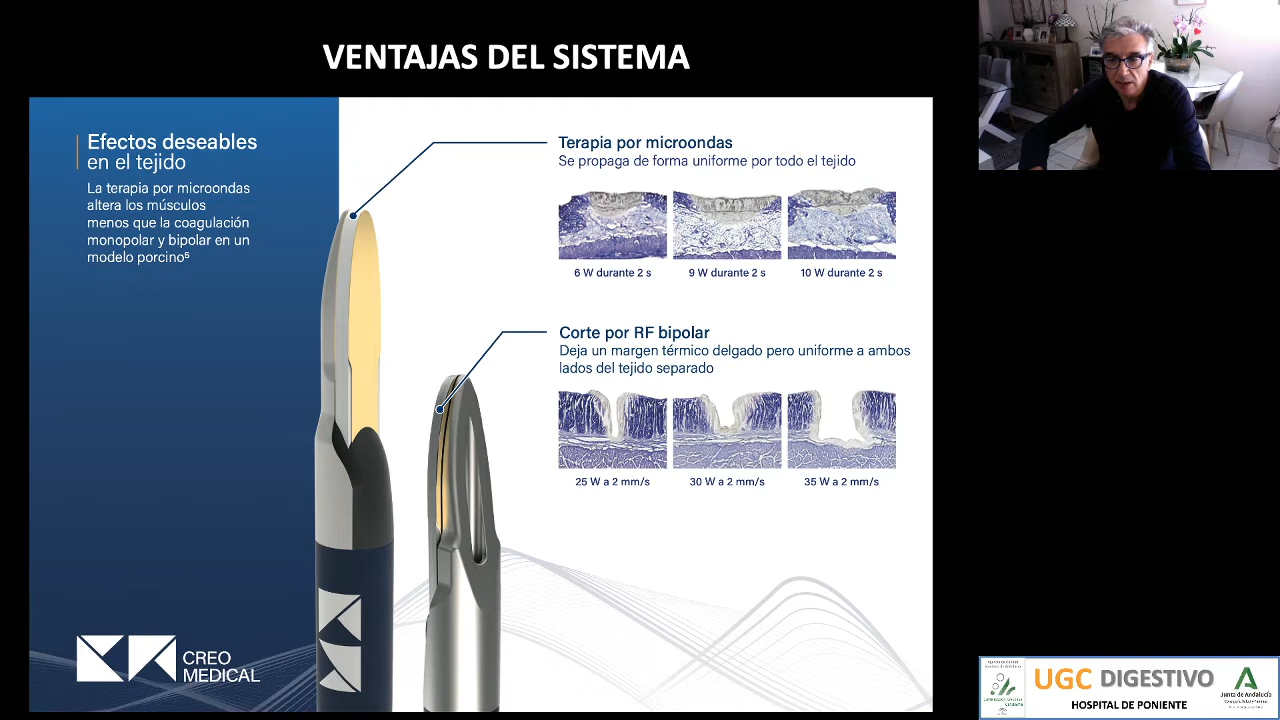 VENTAJAS DEL SISTEMA
Efectos deseables
en el tejido
La terapia por microondas
altera los músculos
menos que la coagulación
monopolar y bipolar en un
modelo porcino⁵
Terapia por microondas
Se propaga de forma uniforme por todo el tejido
6 W durante 2 s
9 W durante 2 s
10 W durante 2 s
Corte por RF bipolar
Deja un margen térmico delgado pero uniforme a ambos
lados del tejido separado
25 W a 2 mm/s
30 W a 2 mm/s
35 W a 2 mm/s
CREO
MEDICAL
UGC DIGESTIVO
HOSPITAL DE PONIENTE
Junta de Andalucía